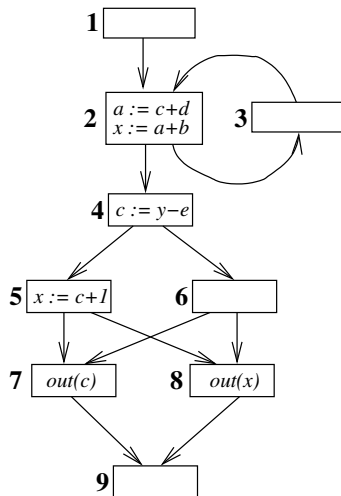 1
2
a := c+d
x := a+b
3
4
c := y−e
5
x := c+1
6
7
out(c)
8
out(x)
9